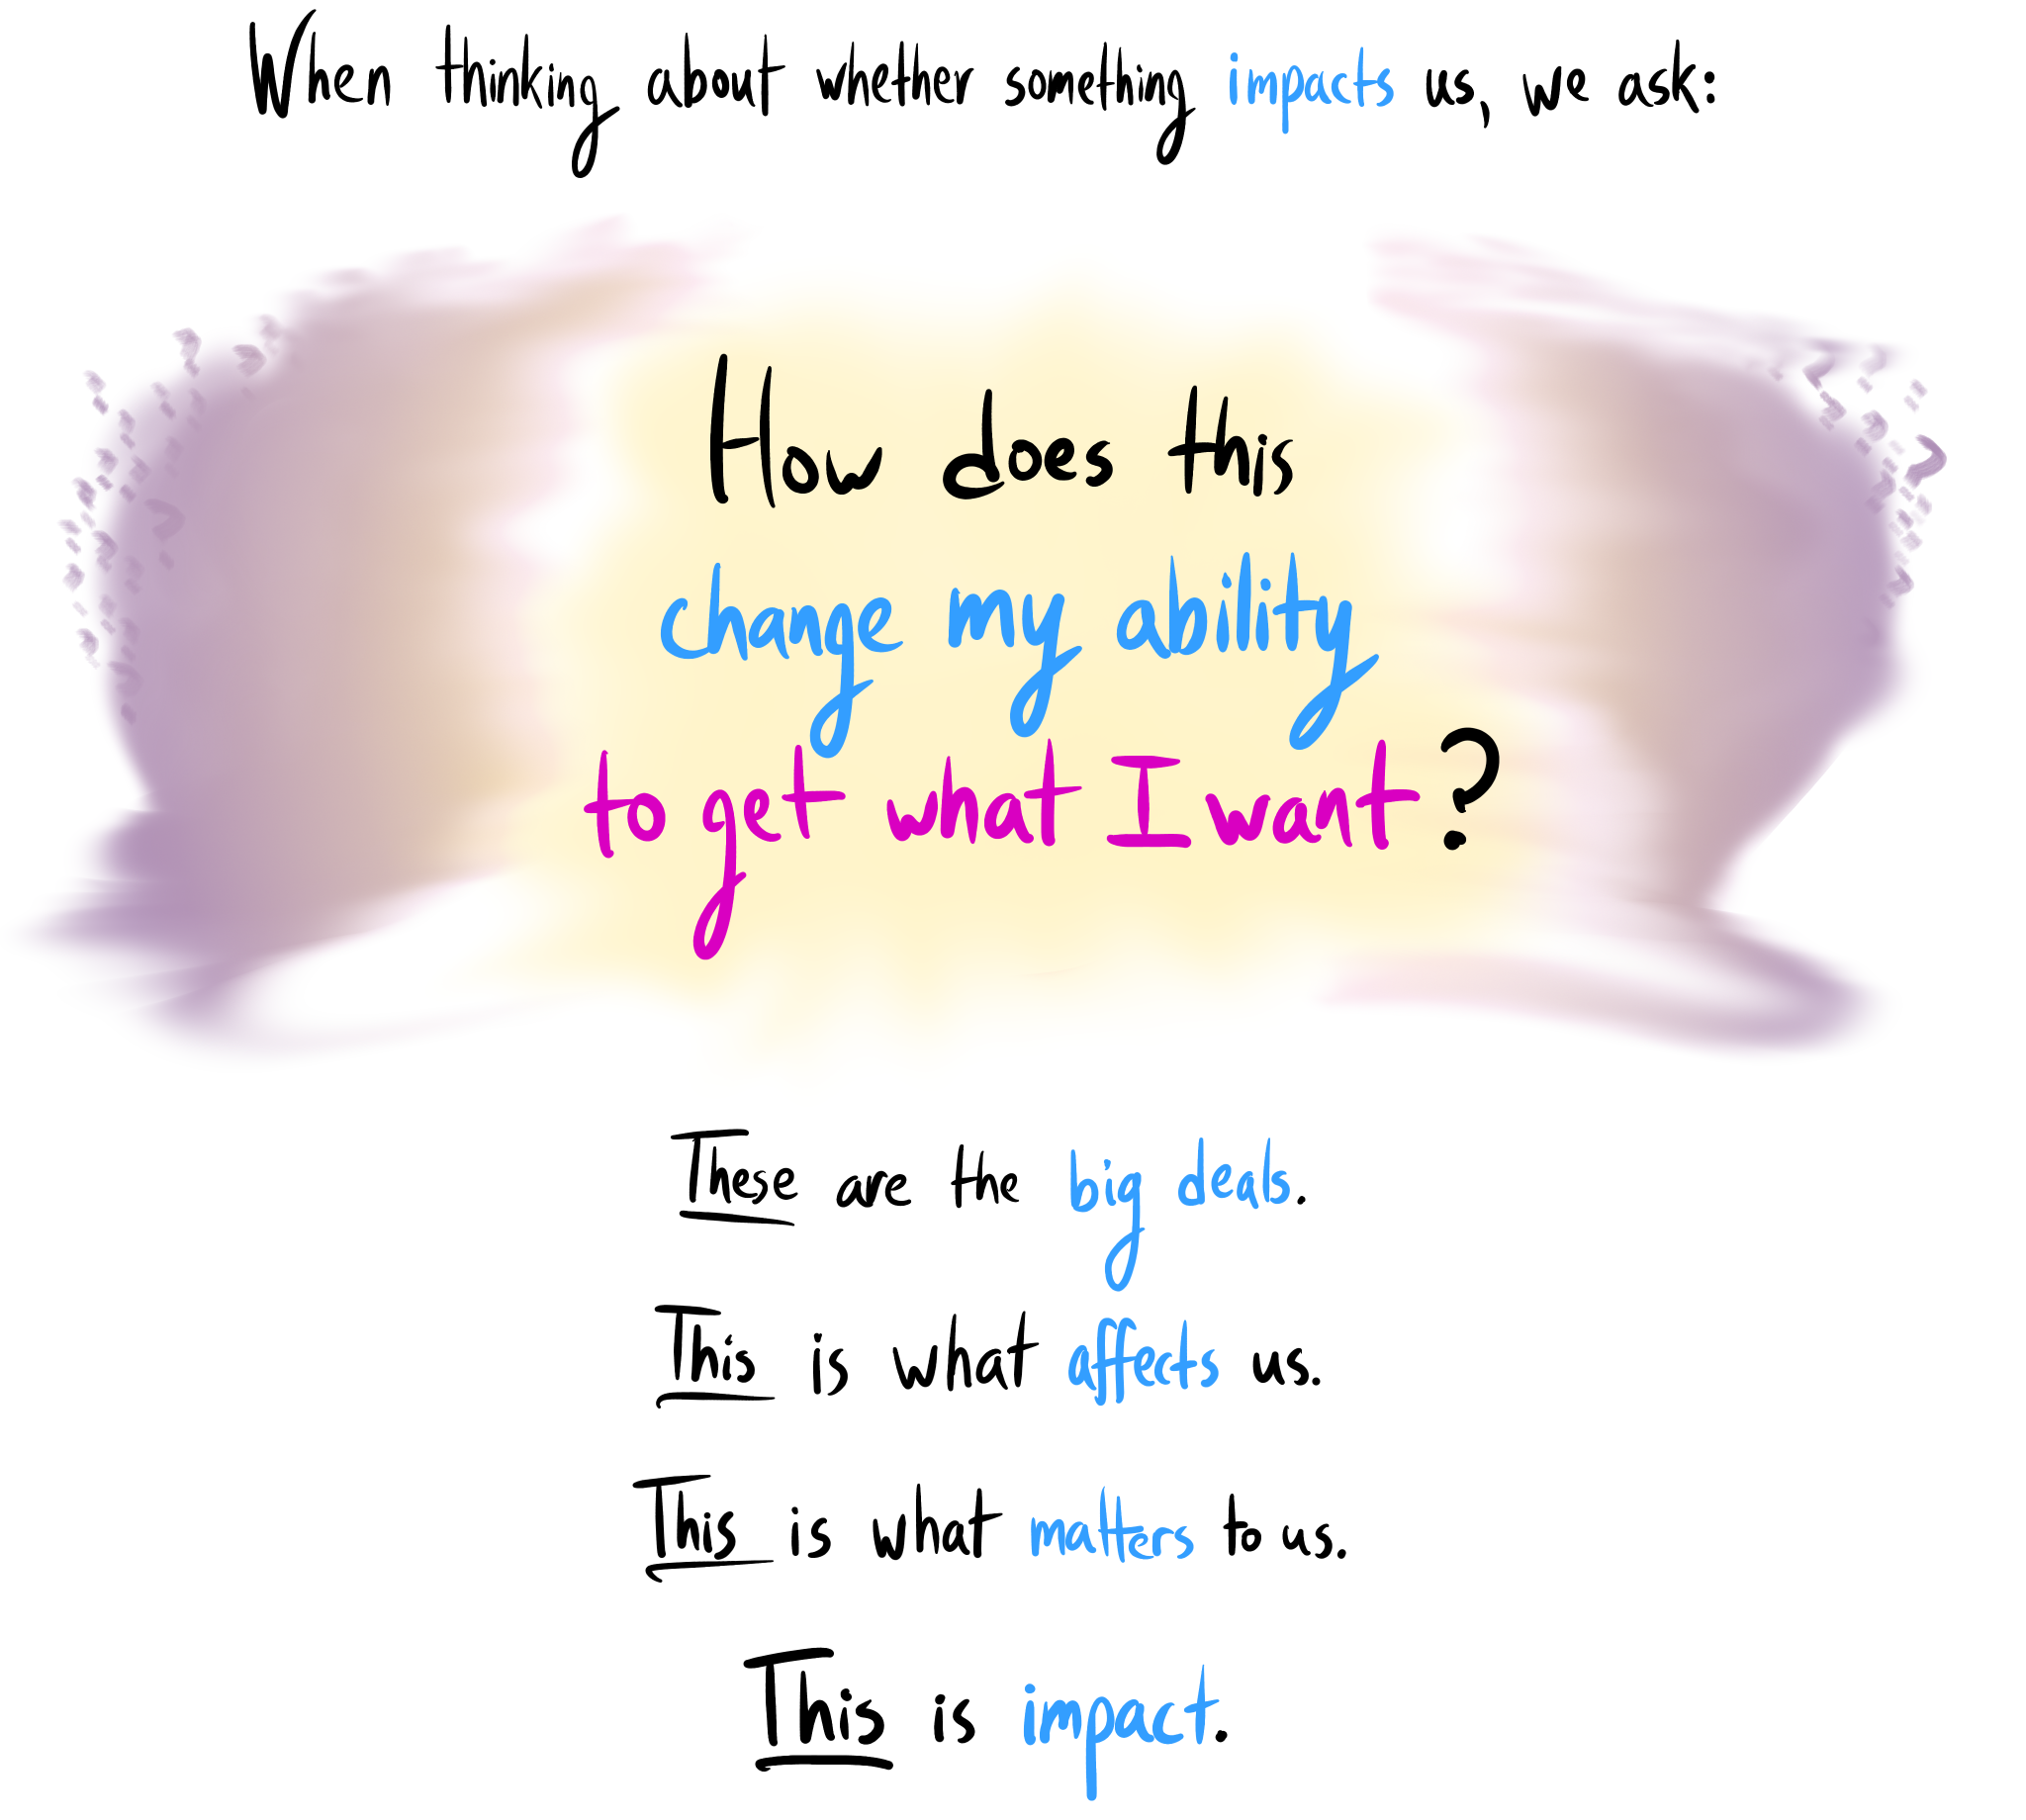 When thinking about whether something impacts us, we ask:
How does this
change my ability
to get what I want?
These are the big deals.
This is what affects us.
This is what matters to us.
This is impact.